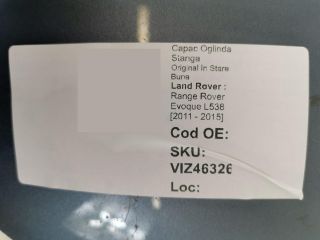 Capac Oglinda
Stanga
Original In Stare
Buna
Land Rover :
Range Rover
Evoque L538
[2011 - 2015]
Cod OE:
SKU:
VIZ46326
Loc: